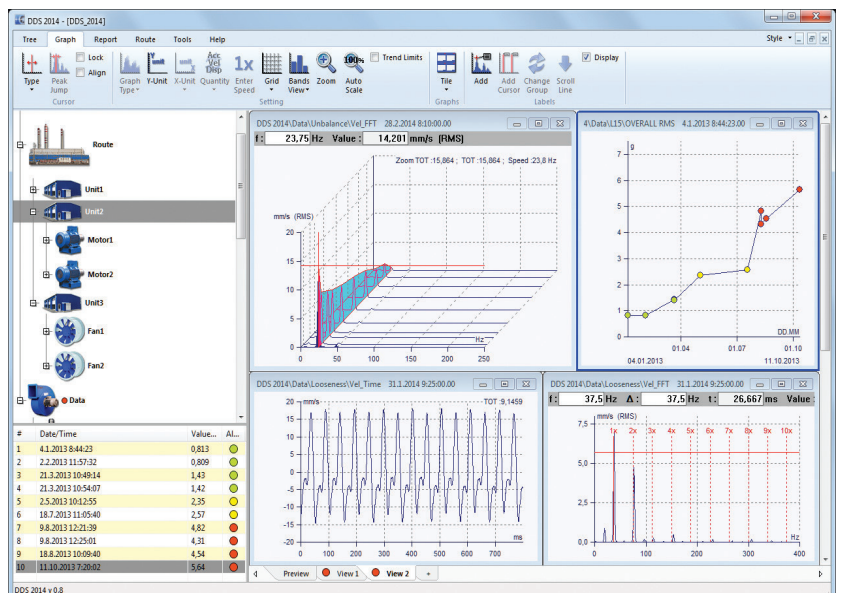 DDS 2014 - [DDS_2014]
Tree Graph Report Route Tools Help Style
Type Peak Jump Lock Align Graph Type Y-Unit X-Unit Acc Vel Disp Quantity 1x Enter Speed Grid Bands View Zoom 100% Auto Scale Trend Limits Tile Add Add Cursor Change Group Scroll Line Display
Cursor Setting Graphs Labels
Route
Unit1
Unit2
Motor1
Motor2
Unit3
Fan1
Fan2
Data
# Date/Time Value... Al...
1 4.1.2013 8:44:23 0,813
2 2.2.2013 11:57:32 0,809
3 21.3.2013 10:49:14 1,43
4 21.3.2013 10:54:07 1,42
5 2.5.2013 10:12:55 2,35
6 18.7.2013 11:05:40 2,57
7 9.8.2013 12:21:39 4,82
8 9.8.2013 12:25:01 4,31
9 18.8.2013 10:09:40 4,54
10 11.10.2013 7:20:02 5,64
DDS 2014\Data\Unbalance\Vel_FFT 28.2.2014 8:10:00.00
f : 23,75 Hz Value : 14,201 mm/s (RMS)
Zoom TOT :15,864 ; TOT :15,864 ; Speed :23,8 Hz
mm/s (RMS)
20
15
10
5
0
Hz
0 50 100 150 200 250
4\Data\L15\OVERALL RMS 4.1.2013 8:44:23.00
g
7
6
5
4
3
2
1
0
DD.MM
01.04 01.07 01.10
04.01.2013 11.10.2013
DDS 2014\Data\Looseness\Vel_Time 31.1.2014 9:25:00.00
20 mm/s TOT :9,1459
15
10
5
0
-5
-10
-15
-20
ms
0 100 200 300 400 500 600 700
DDS 2014\Data\Looseness\Vel_FFT 31.1.2014 9:25:00.00
f : 37,5 Hz Δ : 37,5 Hz t : 26,667 ms Value :
mm/s (RMS)
7,5
1x 2x 3x 4x 5x 6x 7x 8x 9x 10x
5,0
2,5
0,0
Hz
0 100 200 300 400
Preview View 1 View 2 +
DDS 2014 v 0.8